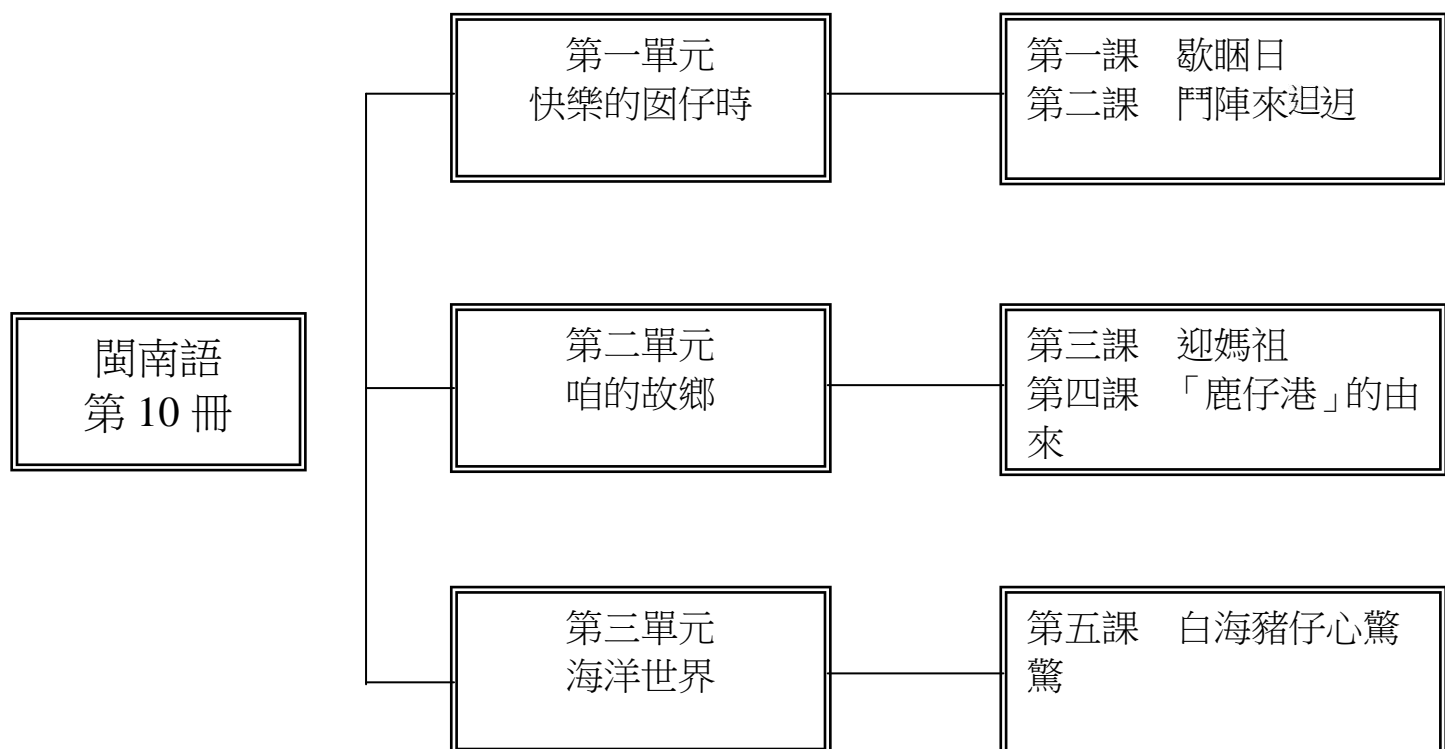 閩南語
第 10 冊
第一單元
快樂的囡仔時
第一課　歇睏日
第二課　鬥陣來𨑨迌
第二單元
咱的故鄉
第三課　迎媽祖
第四課　「鹿仔港」的由
來
第三單元
海洋世界
第五課　白海豬仔心驚
驚